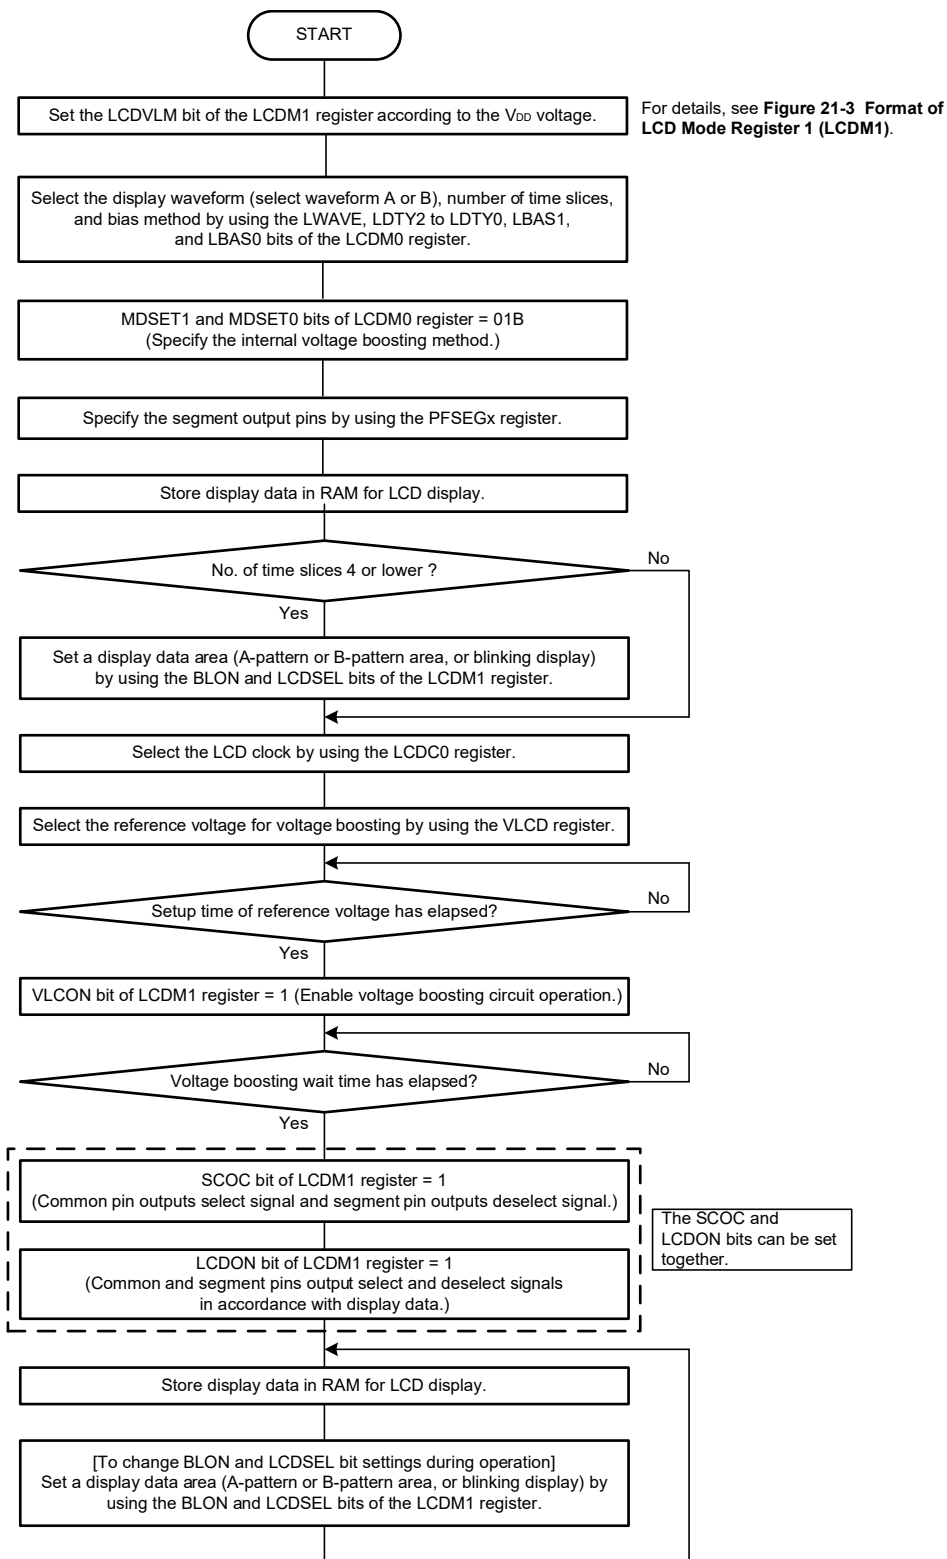 START
Set the LCDVLM bit of the LCDM1 register according to the VDD voltage.
For details, see Figure 21-3 Format of
LCD Mode Register 1 (LCDM1).
Select the display waveform (select waveform A or B), number of time slices,
and bias method by using the LWAVE, LDTY2 to LDTY0, LBAS1,
and LBAS0 bits of the LCDM0 register.
MDSET1 and MDSET0 bits of LCDM0 register = 01B
(Specify the internal voltage boosting method.)
Specify the segment output pins by using the PFSEGx register.
Store display data in RAM for LCD display.
No. of time slices 4 or lower ?
No
Yes
Set a display data area (A-pattern or B-pattern area, or blinking display)
by using the BLON and LCDSEL bits of the LCDM1 register.
Select the LCD clock by using the LCDC0 register.
Select the reference voltage for voltage boosting by using the VLCD register.
Setup time of reference voltage has elapsed?
No
Yes
VLCON bit of LCDM1 register = 1 (Enable voltage boosting circuit operation.)
Voltage boosting wait time has elapsed?
No
Yes
SCOC bit of LCDM1 register = 1
(Common pin outputs select signal and segment pin outputs deselect signal.)
The SCOC and
LCDON bits can be set
together.
LCDON bit of LCDM1 register = 1
(Common and segment pins output select and deselect signals
in accordance with display data.)
Store display data in RAM for LCD display.
[To change BLON and LCDSEL bit settings during operation]
Set a display data area (A-pattern or B-pattern area, or blinking display) by
using the BLON and LCDSEL bits of the LCDM1 register.